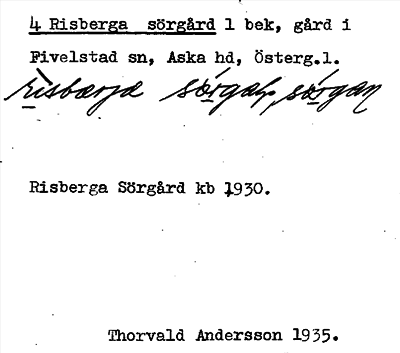 4 Risberga sörgård 1 bek, gård i
Fivelstad sn, Aska hd, Österg.l.
Risberga Sörgård kb 1930.
Thorvald Andersson 1935.